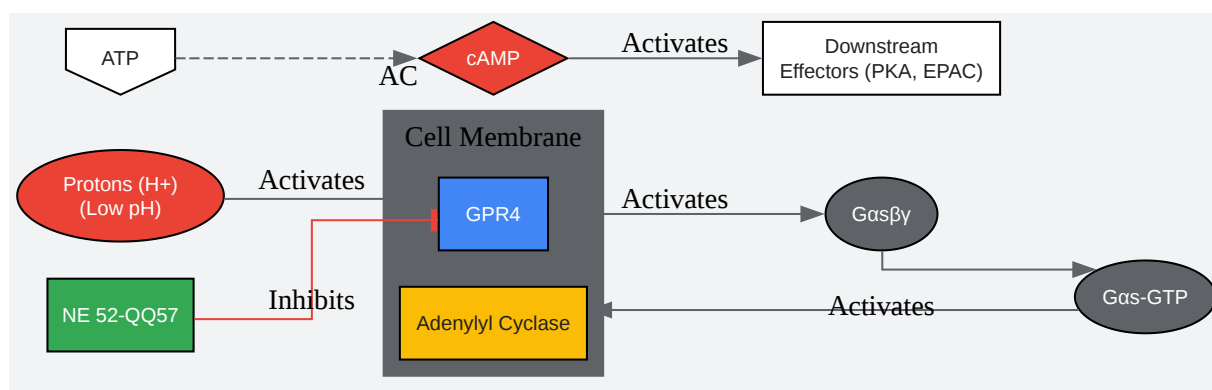 ATP
AC
cAMP
Activates
Downstream
Effectors (PKA, EPAC)
Cell Membrane
Protons (H+)
(Low pH)
Activates
GPR4
Activates
Gαsβγ
NE 52-QQ57
Inhibits
Adenylyl Cyclase
Activates
Gαs-GTP